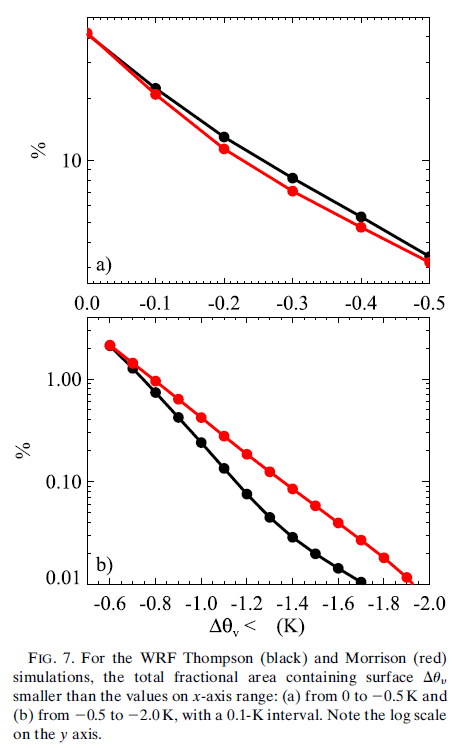 %
10
a)
0.0 -0.1 -0.2 -0.3 -0.4 -0.5
%
1.00
0.10
0.01
b)
-0.6 -0.8 -1.0 -1.2 -1.4 -1.6 -1.8 -2.0
Δθv < (K)
FIG. 7. For the WRF Thompson (black) and Morrison (red)
simulations, the total fractional area containing surface Δθv
smaller than the values on x-axis range: (a) from 0 to −0.5 K and
(b) from −0.5 to −2.0 K, with a 0.1-K interval. Note the log scale
on the y axis.